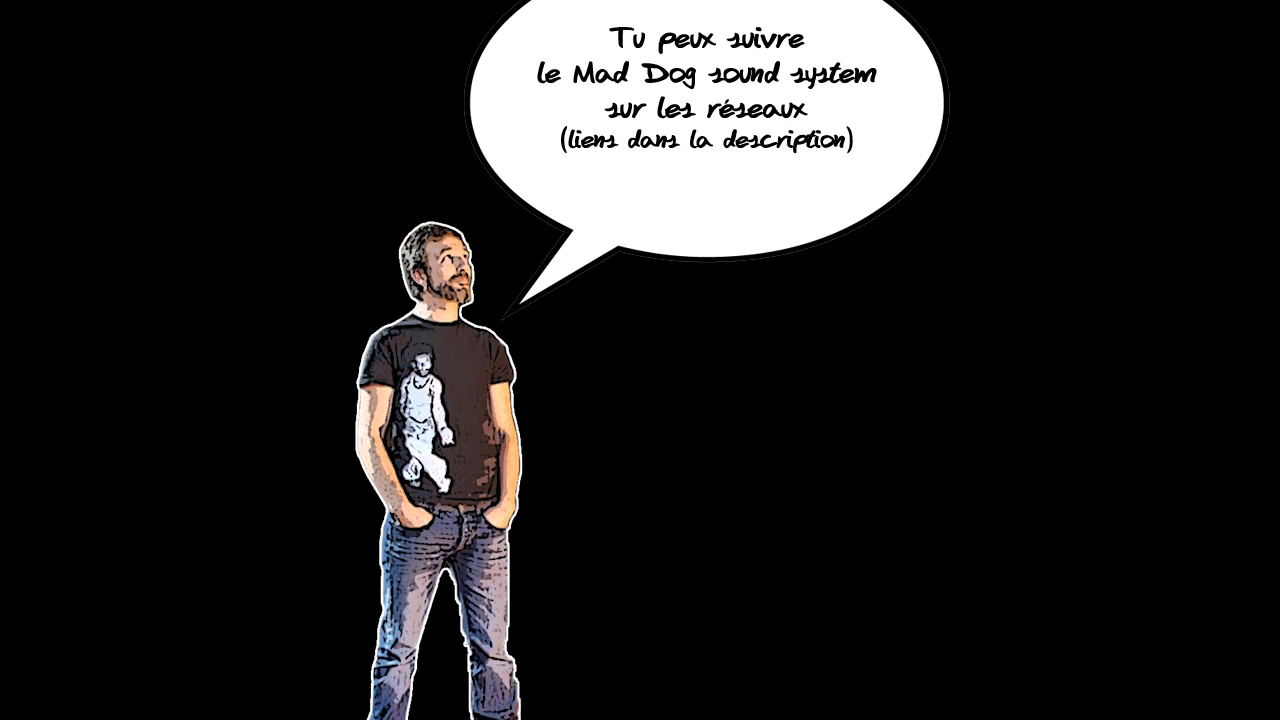 Tu peux suivre
le Mad Dog sound system
sur les réseaux
(liens dans la description)